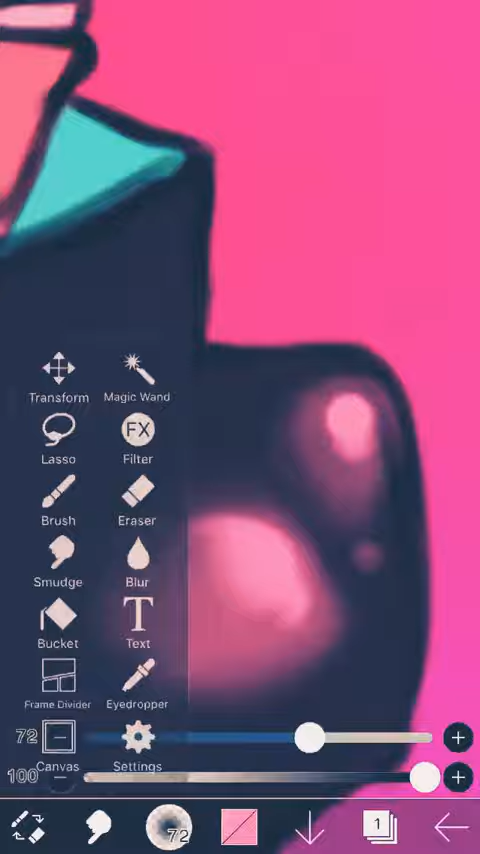 Transform Magic Wand
FX
Lasso Filter
Brush Eraser
Smudge Blur
T
Bucket Text
Frame Divider Eyedropper
72
Canvas Settings
100
72
1